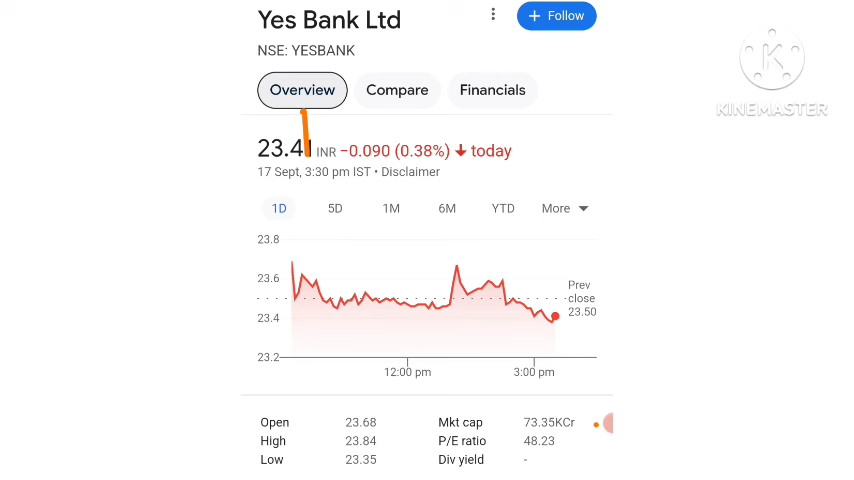 Yes Bank Ltd
+ Follow
NSE: YESBANK
KINEMASTER
Overview Compare Financials
23.41 INR −0.090 (0.38%) ↓ today
17 Sept, 3:30 pm IST • Disclaimer
1D 5D 1M 6M YTD More
23.8
23.6
23.4
23.2
Prev
close
23.50
12:00 pm 3:00 pm
Open 23.68 Mkt cap 73.35KCr
High 23.84 P/E ratio 48.23
Low 23.35 Div yield -